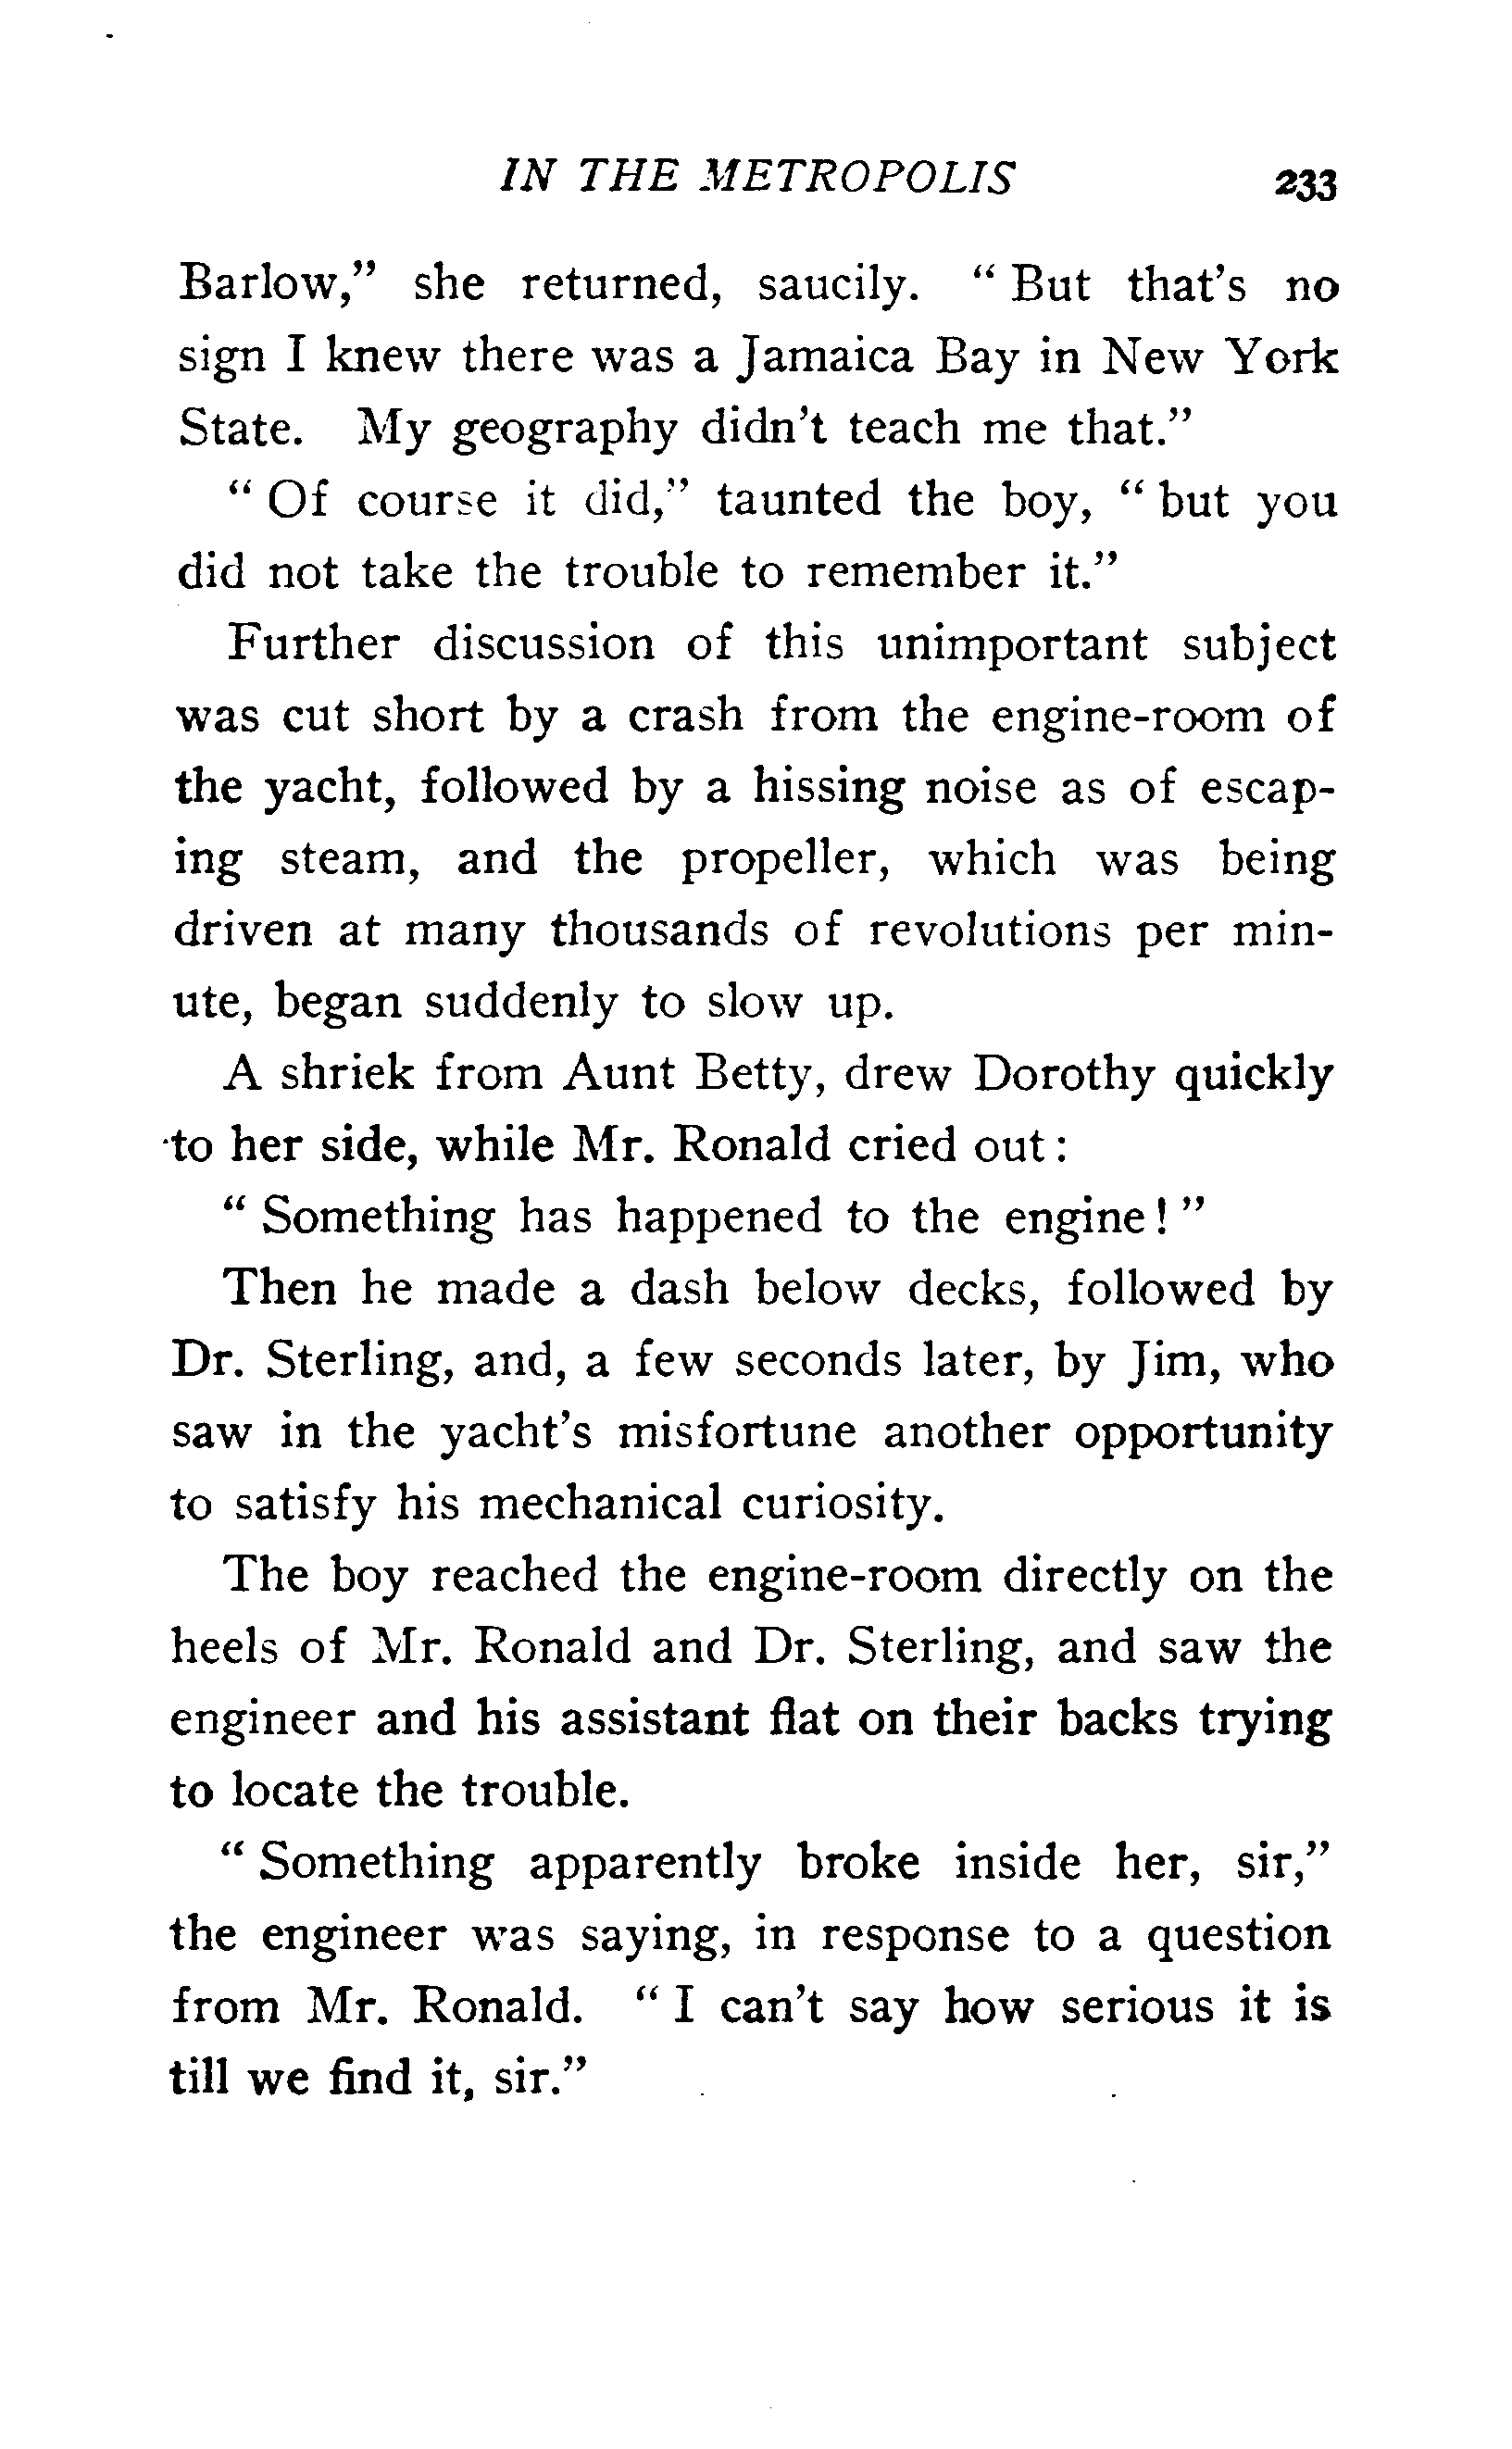 IN THE METROPOLIS 233
Barlow," she returned, saucily. "But that's no
sign I knew there was a Jamaica Bay in New York
State. My geography didn't teach me that."
"Of course it did," taunted the boy, "but you
did not take the trouble to remember it."
Further discussion of this unimportant subject
was cut short by a crash from the engine-room of
the yacht, followed by a hissing noise as of escap-
ing steam, and the propeller, which was being
driven at many thousands of revolutions per min-
ute, began suddenly to slow up.
A shriek from Aunt Betty, drew Dorothy quickly
to her side, while Mr. Ronald cried out:
"Something has happened to the engine!"
Then he made a dash below decks, followed by
Dr. Sterling, and, a few seconds later, by Jim, who
saw in the yacht's misfortune another opportunity
to satisfy his mechanical curiosity.
The boy reached the engine-room directly on the
heels of Mr. Ronald and Dr. Sterling, and saw the
engineer and his assistant flat on their backs trying
to locate the trouble.
"Something apparently broke inside her, sir,"
the engineer was saying, in response to a question
from Mr. Ronald. "I can't say how serious it is
till we find it, sir."